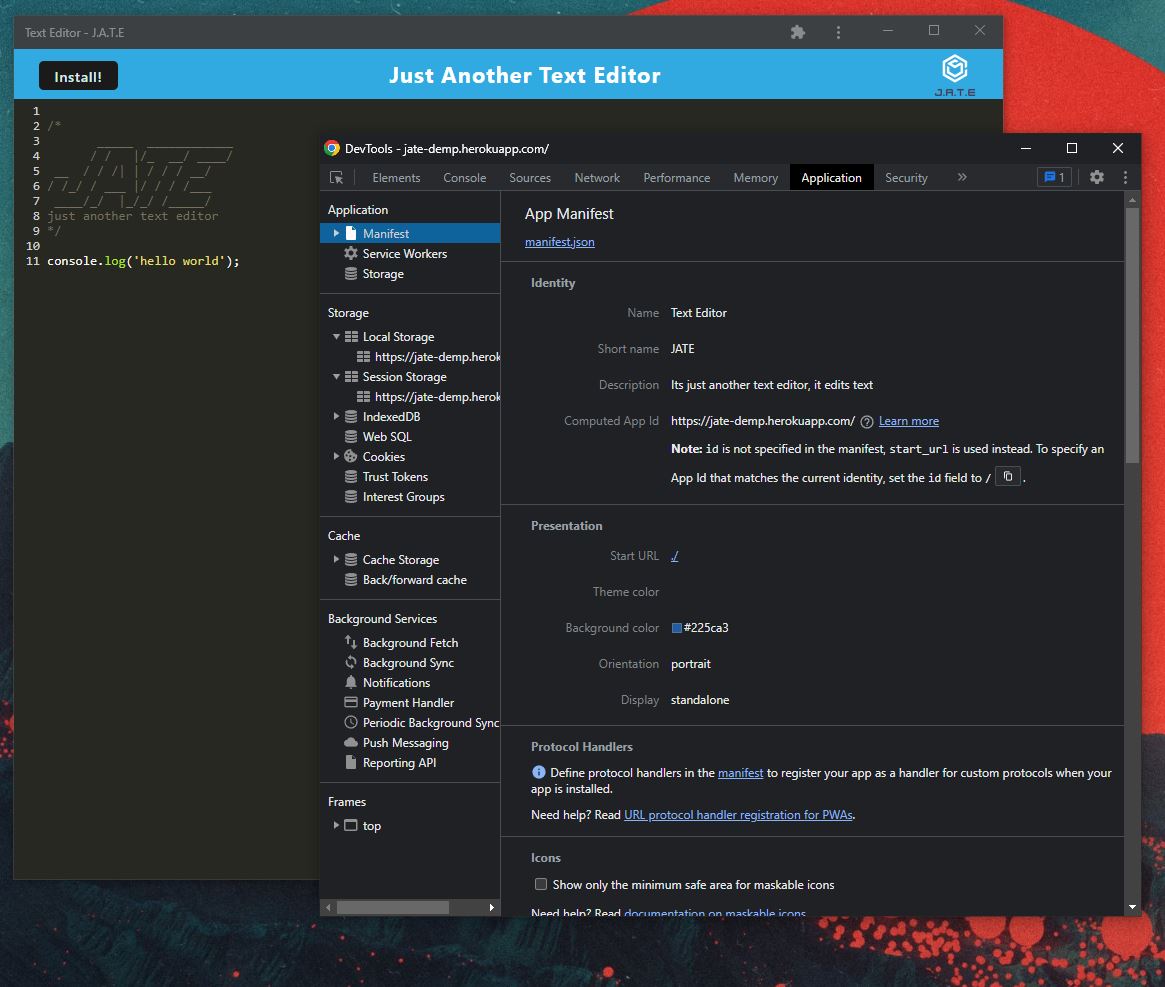 Text Editor - J.A.T.E
Install!
Just Another Text Editor
J.A.T.E
1
2 /*
3
4
5
6
7
8 just another text editor
9 */
10
11 console.log('hello world');
DevTools - jate-demp.herokuapp.com/
Elements Console Sources Network Performance Memory Application Security » 1
Application
Manifest
Service Workers
Storage
Storage
Local Storage
https://jate-demp.herok
Session Storage
https://jate-demp.herok
IndexedDB
Web SQL
Cookies
Trust Tokens
Interest Groups
Cache
Cache Storage
Back/forward cache
Background Services
Background Fetch
Background Sync
Notifications
Payment Handler
Periodic Background Sync
Push Messaging
Reporting API
Frames
top
App Manifest
manifest.json
Identity
Name Text Editor
Short name JATE
Description Its just another text editor, it edits text
Computed App Id https://jate-demp.herokuapp.com/ Learn more
Note: id is not specified in the manifest, start_url is used instead. To specify an
App Id that matches the current identity, set the id field to / .
Presentation
Start URL ./
Theme color
Background color #225ca3
Orientation portrait
Display standalone
Protocol Handlers
Define protocol handlers in the manifest to register your app as a handler for custom protocols when your
app is installed.
Need help? Read URL protocol handler registration for PWAs.
Icons
Show only the minimum safe area for maskable icons
Need help? Read documentation on maskable icons